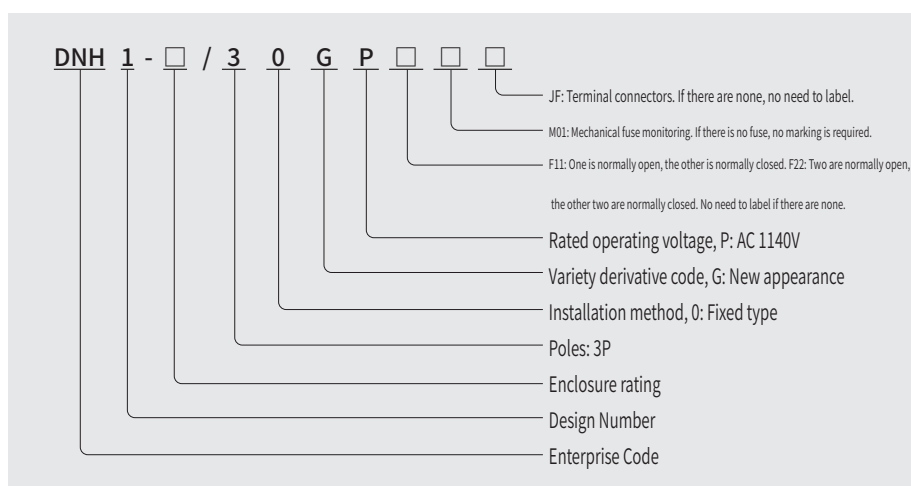 DNH 1 - □ / 3 0 G P □ □ □
JF: Terminal connectors. If there are none, no need to label.
M01: Mechanical fuse monitoring. If there is no fuse, no marking is required.
F11: One is normally open, the other is normally closed. F22: Two are normally open,
the other two are normally closed. No need to label if there are none.
Rated operating voltage, P: AC 1140V
Variety derivative code, G: New appearance
Installation method, 0: Fixed type
Poles: 3P
Enclosure rating
Design Number
Enterprise Code